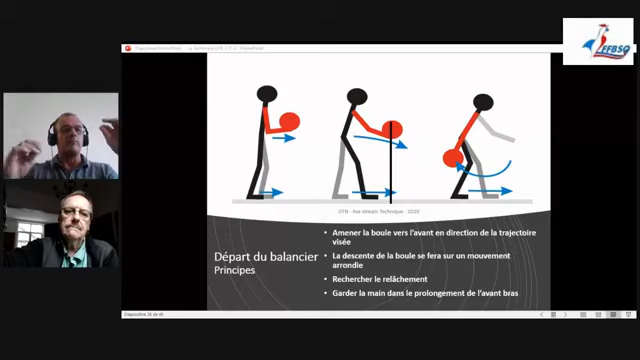 FFBSQ
DTN - live stream Technique - 2020
Départ du balancier
Principes
• Amener la boule vers l'avant en direction de la trajectoire
visée
• La descente de la boule se fera sur un mouvement
arrondie
• Rechercher le relâchement
• Garder la main dans le prolongement de l'avant bras